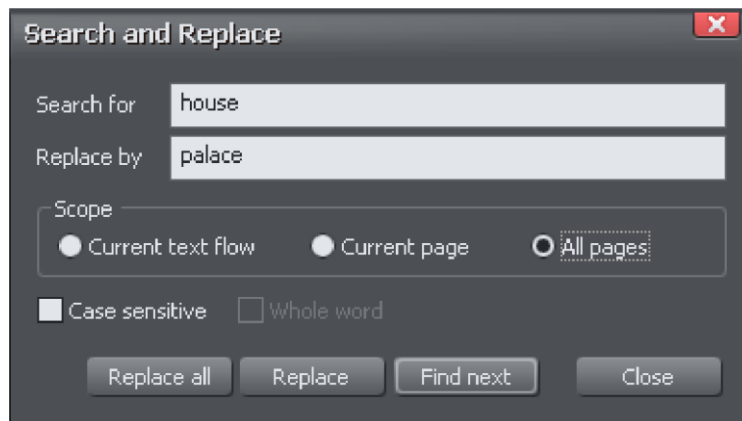 Search and Replace
Search for house
Replace by palace
Scope
Current text flow Current page All pages
Case sensitive Whole word
Replace all Replace Find next Close